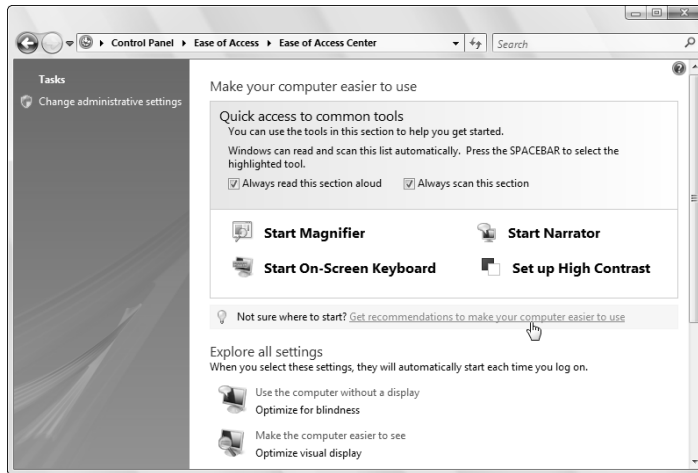 Control Panel ▸ Ease of Access ▸ Ease of Access Center
Search
Tasks
Change administrative settings
Make your computer easier to use
Quick access to common tools
You can use the tools in this section to help you get started.
Windows can read and scan this list automatically. Press the SPACEBAR to select the
highlighted tool.
Always read this section aloud Always scan this section
Start Magnifier Start Narrator
Start On-Screen Keyboard Set up High Contrast
Not sure where to start? Get recommendations to make your computer easier to use
Explore all settings
When you select these settings, they will automatically start each time you log on.
Use the computer without a display
Optimize for blindness
Make the computer easier to see
Optimize visual display